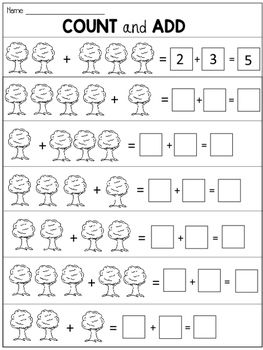 Name
COUNT and ADD
+ = 2 + 3 = 5
+ = + =
+ = + =
+ = + =
+ = + =
+ = + =
+ = + =